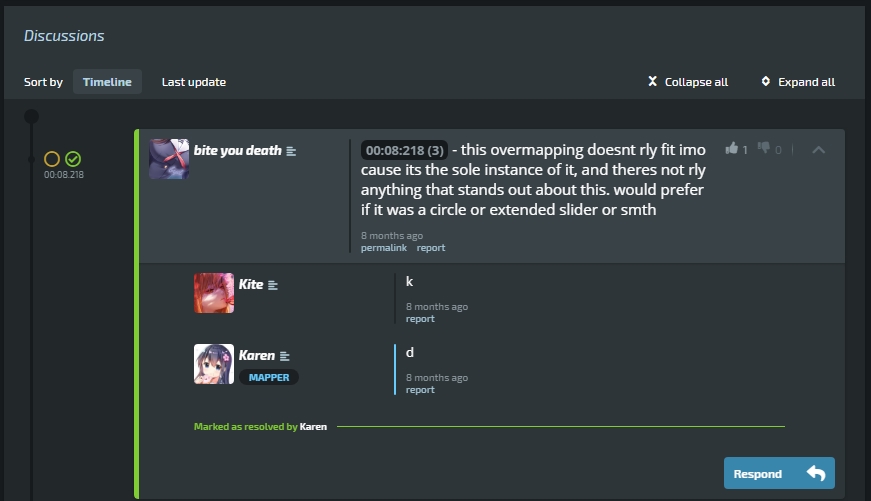 Discussions
Sort by Timeline Last update Collapse all Expand all
00:08.218
bite you death
00:08:218 (3) - this overmapping doesnt rly fit imo
cause its the sole instance of it, and theres not rly
anything that stands out about this. would prefer
if it was a circle or extended slider or smth
1 0
8 months ago
permalink report
Kite
k
8 months ago
report
Karen
MAPPER
d
8 months ago
report
Marked as resolved by Karen
Respond